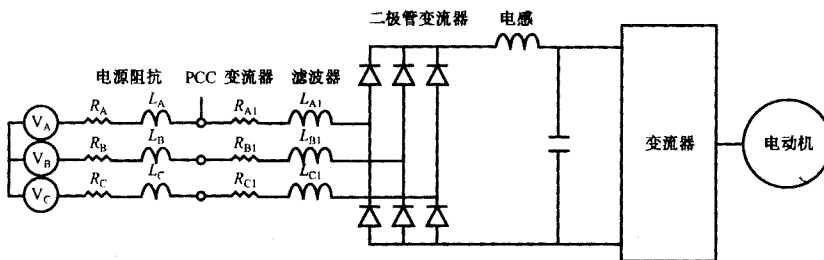 二极管变流器 电感
电源阻抗 PCC 变流器 滤波器
V_A R_A L_A R_A1 L_A1
V_B R_B L_B R_B1 L_B1
V_C R_C L_C R_C1 L_C1
变流器 电动机